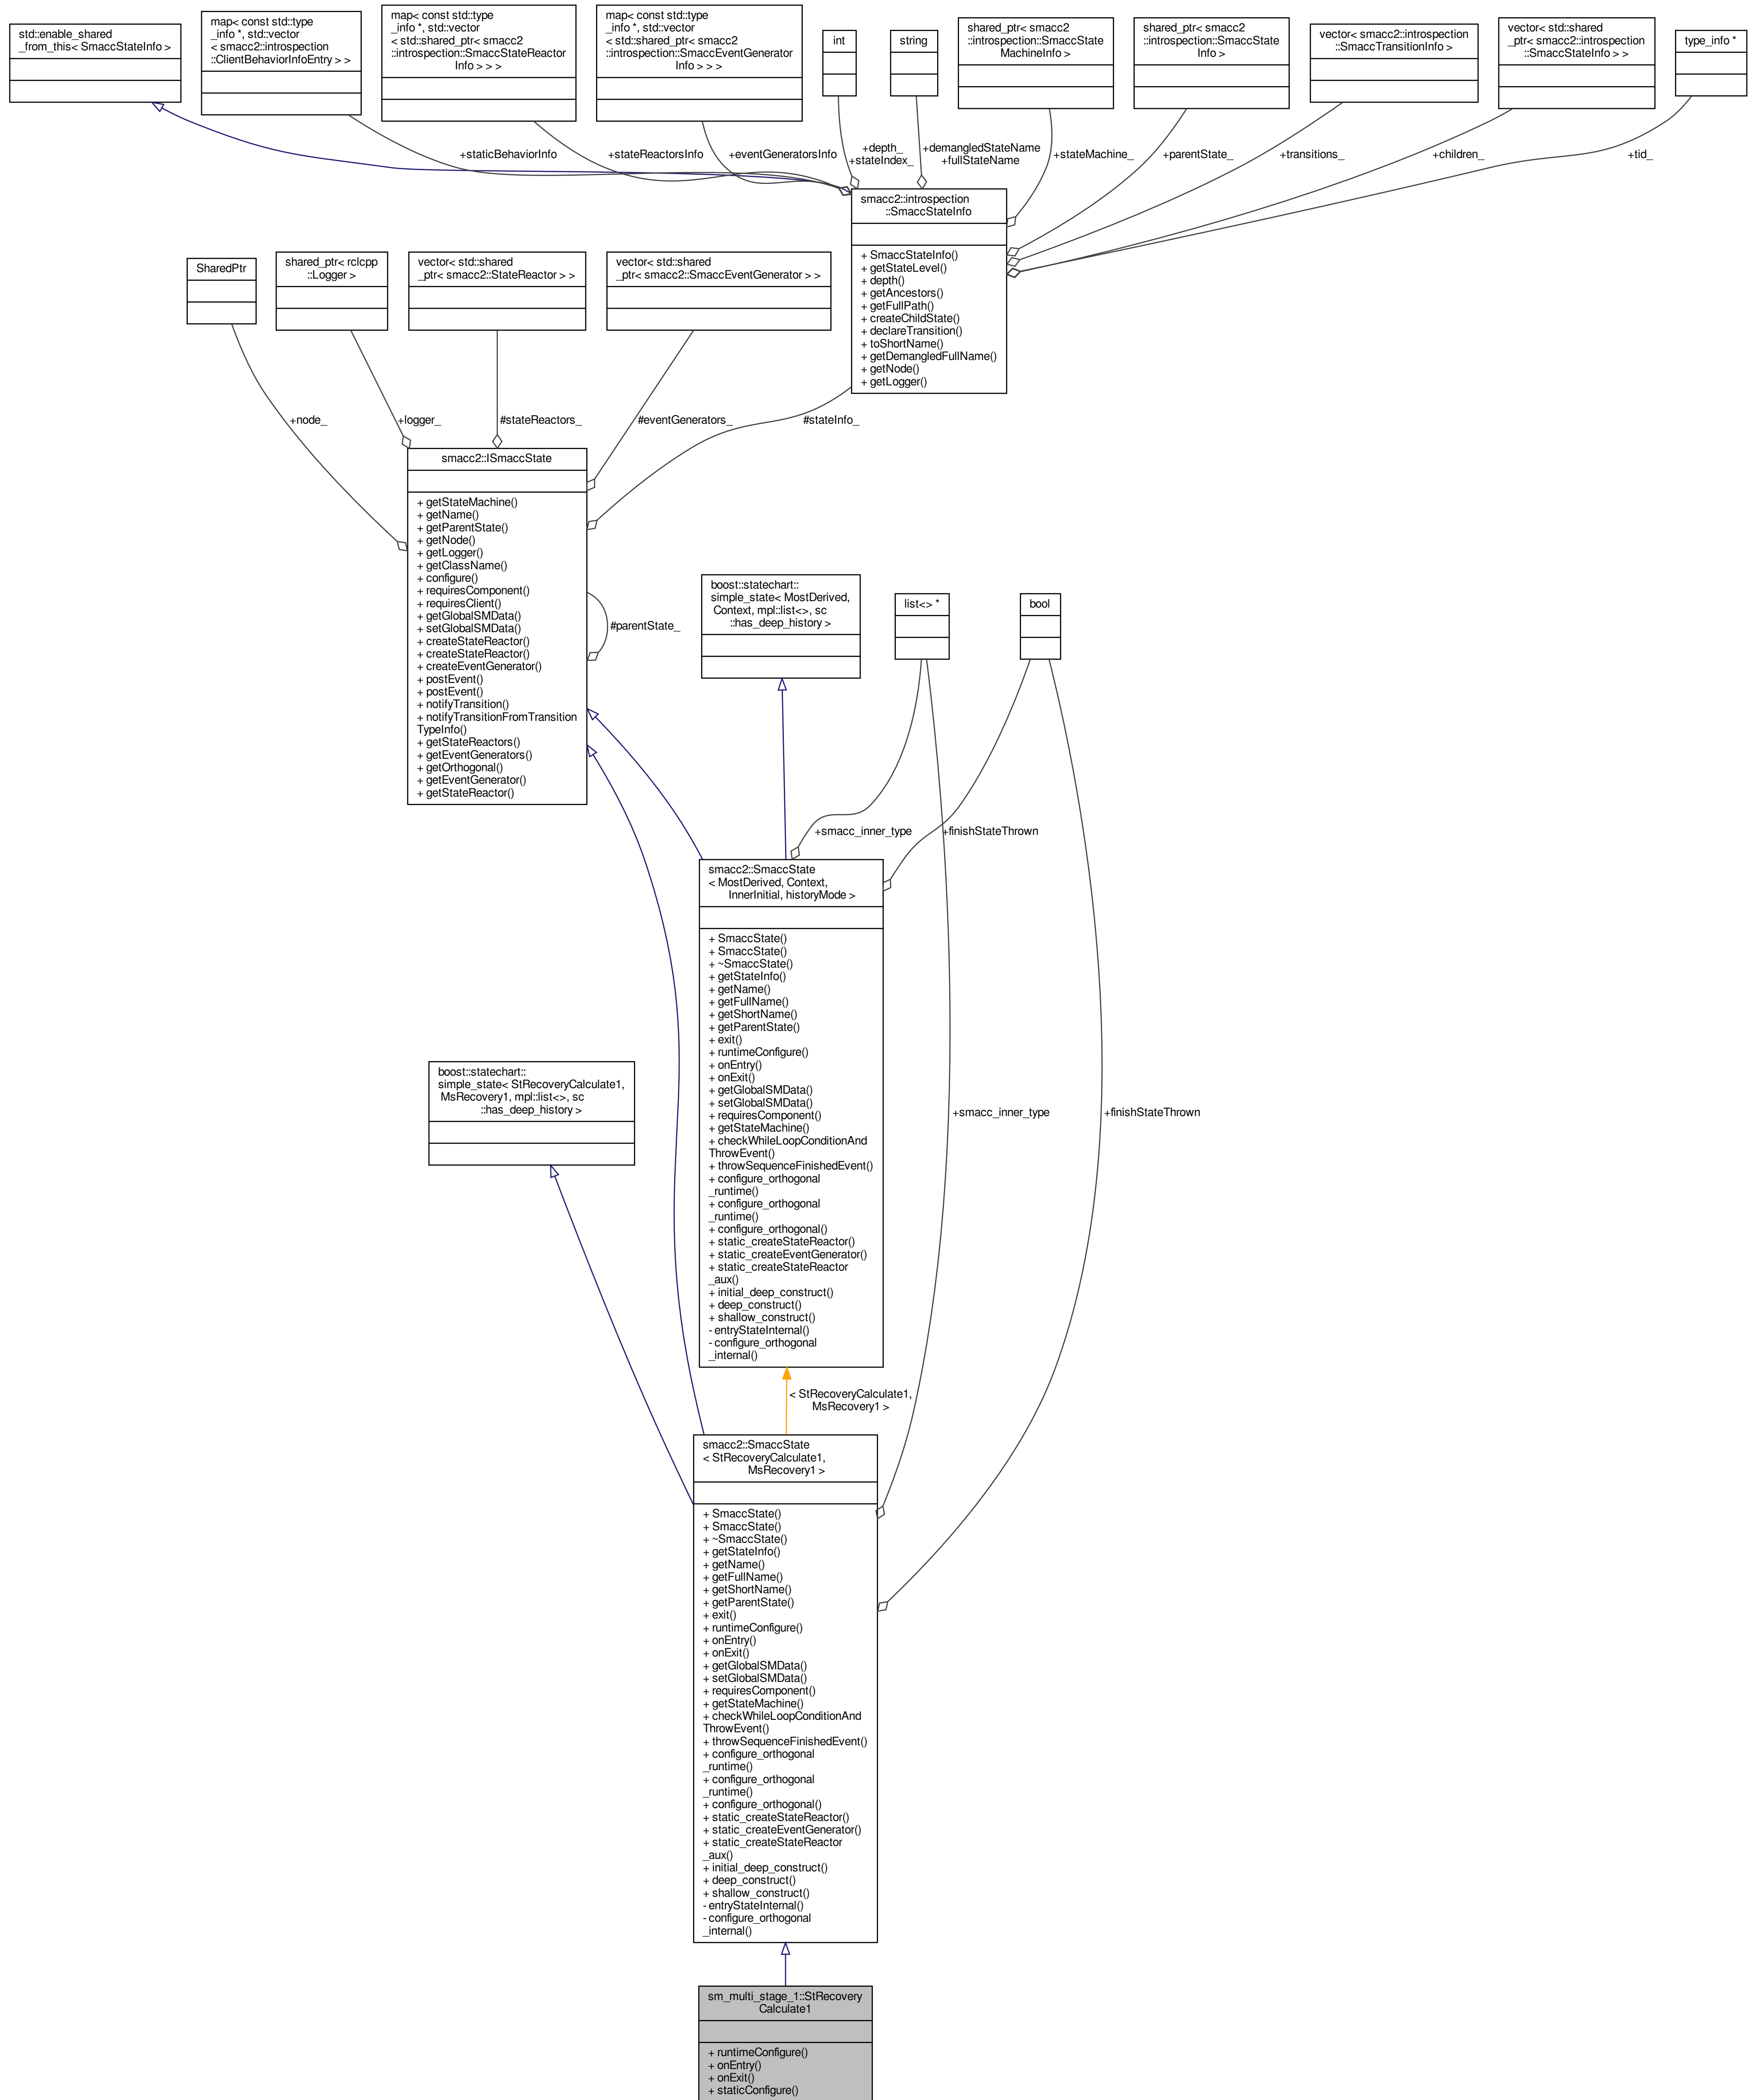 std::enable_shared
_from_this< SmaccStateInfo >
map< const std::type
_info *, std::vector
< smacc2::introspection
::ClientBehaviorInfoEntry > >
map< const std::type
_info *, std::vector
< std::shared_ptr< smacc2
::introspection::SmaccStateReactor
Info > > >
map< const std::type
_info *, std::vector
< std::shared_ptr< smacc2
::introspection::SmaccEventGenerator
Info > > >
int
string
shared_ptr< smacc2
::introspection::SmaccState
MachineInfo >
shared_ptr< smacc2
::introspection::SmaccState
Info >
vector< smacc2::introspection
::SmaccTransitionInfo >
vector< std::shared
_ptr< smacc2::introspection
::SmaccStateInfo > >
type_info *
+staticBehaviorInfo
+stateReactorsInfo
+eventGeneratorsInfo
+depth_
+stateIndex_
+demangledStateName
+fullStateName
+stateMachine_
+parentState_
+transitions_
+children_
+tid_
smacc2::introspection
::SmaccStateInfo
+ SmaccStateInfo()
+ getStateLevel()
+ depth()
+ getAncestors()
+ getFullPath()
+ createChildState()
+ declareTransition()
+ toShortName()
+ getDemangledFullName()
+ getNode()
+ getLogger()
SharedPtr
shared_ptr< rclcpp
::Logger >
vector< std::shared
_ptr< smacc2::StateReactor > >
vector< std::shared
_ptr< smacc2::SmaccEventGenerator > >
+node_
+logger_
#stateReactors_
#eventGenerators_
#stateInfo_
smacc2::ISmaccState
+ getStateMachine()
+ getName()
+ getParentState()
+ getNode()
+ getLogger()
+ getClassName()
+ configure()
+ requiresComponent()
+ requiresClient()
+ getGlobalSMData()
+ setGlobalSMData()
+ createStateReactor()
+ createStateReactor()
+ createEventGenerator()
+ postEvent()
+ postEvent()
+ notifyTransition()
+ notifyTransitionFromTransition
TypeInfo()
+ getStateReactors()
+ getEventGenerators()
+ getOrthogonal()
+ getEventGenerator()
+ getStateReactor()
#parentState_
boost::statechart::
simple_state< MostDerived,
Context, mpl::list<>, sc
::has_deep_history >
list<> *
bool
+smacc_inner_type
+finishStateThrown
smacc2::SmaccState
< MostDerived, Context,
InnerInitial, historyMode >
+ SmaccState()
+ SmaccState()
+ ~SmaccState()
+ getStateInfo()
+ getName()
+ getFullName()
+ getShortName()
+ getParentState()
+ exit()
+ runtimeConfigure()
+ onEntry()
+ onExit()
+ getGlobalSMData()
+ setGlobalSMData()
+ requiresComponent()
+ getStateMachine()
+ checkWhileLoopConditionAnd
ThrowEvent()
+ throwSequenceFinishedEvent()
+ configure_orthogonal
_runtime()
+ configure_orthogonal
_runtime()
+ configure_orthogonal()
+ static_createStateReactor()
+ static_createEventGenerator()
+ static_createStateReactor
_aux()
+ initial_deep_construct()
+ deep_construct()
+ shallow_construct()
- entryStateInternal()
- configure_orthogonal
_internal()
boost::statechart::
simple_state< StRecoveryCalculate1,
MsRecovery1, mpl::list<>, sc
::has_deep_history >
+smacc_inner_type
+finishStateThrown
< StRecoveryCalculate1,
MsRecovery1 >
smacc2::SmaccState
< StRecoveryCalculate1,
MsRecovery1 >
+ SmaccState()
+ SmaccState()
+ ~SmaccState()
+ getStateInfo()
+ getName()
+ getFullName()
+ getShortName()
+ getParentState()
+ exit()
+ runtimeConfigure()
+ onEntry()
+ onExit()
+ getGlobalSMData()
+ setGlobalSMData()
+ requiresComponent()
+ getStateMachine()
+ checkWhileLoopConditionAnd
ThrowEvent()
+ throwSequenceFinishedEvent()
+ configure_orthogonal
_runtime()
+ configure_orthogonal
_runtime()
+ configure_orthogonal()
+ static_createStateReactor()
+ static_createEventGenerator()
+ static_createStateReactor
_aux()
+ initial_deep_construct()
+ deep_construct()
+ shallow_construct()
- entryStateInternal()
- configure_orthogonal
_internal()
sm_multi_stage_1::StRecovery
Calculate1
+ runtimeConfigure()
+ onEntry()
+ onExit()
+ staticConfigure()